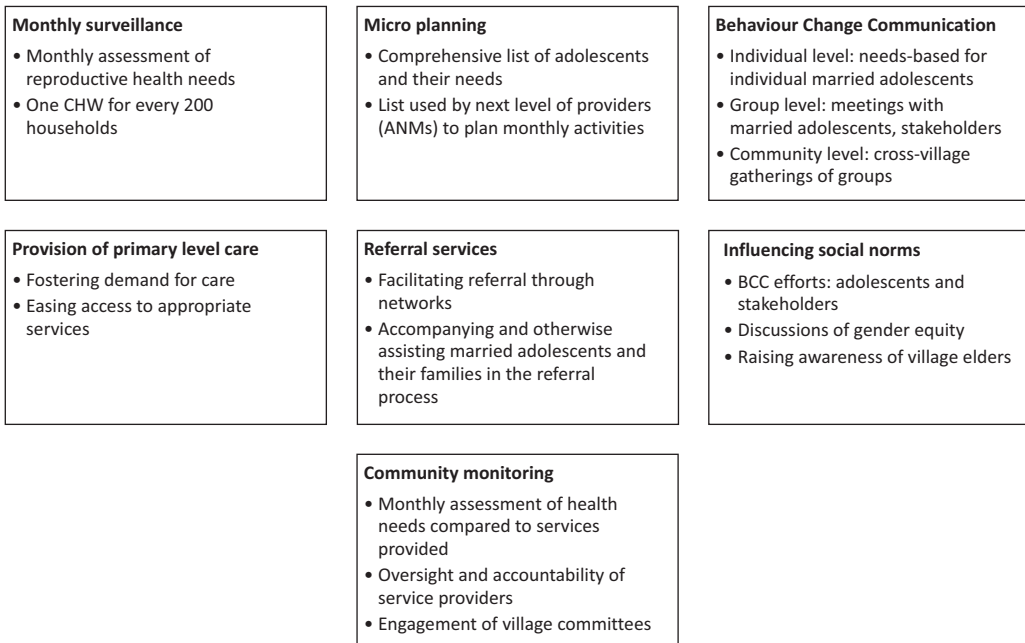 Monthly surveillance
• Monthly assessment of
reproductive health needs
• One CHW for every 200
households
Micro planning
• Comprehensive list of adolescents
and their needs
• List used by next level of providers
(ANMs) to plan monthly activities
Behaviour Change Communication
• Individual level: needs-based for
individual married adolescents
• Group level: meetings with
married adolescents, stakeholders
• Community level: cross-village
gatherings of groups
Provision of primary level care
• Fostering demand for care
• Easing access to appropriate
services
Referral services
• Facilitating referral through
networks
• Accompanying and otherwise
assisting married adolescents and
their families in the referral
process
Influencing social norms
• BCC efforts: adolescents and
stakeholders
• Discussions of gender equity
• Raising awareness of village elders
Community monitoring
• Monthly assessment of health
needs compared to services
provided
• Oversight and accountability of
service providers
• Engagement of village committees